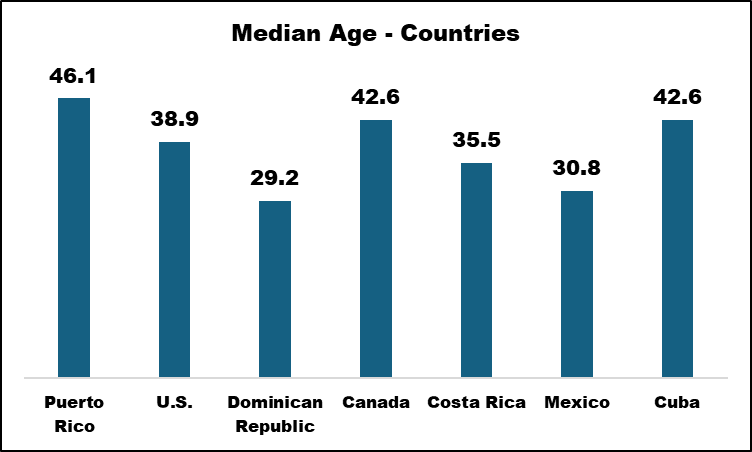 Median Age - Countries
46.1
38.9
29.2
42.6
35.5
30.8
42.6
Puerto
Rico
U.S.
Dominican
Republic
Canada
Costa Rica
Mexico
Cuba